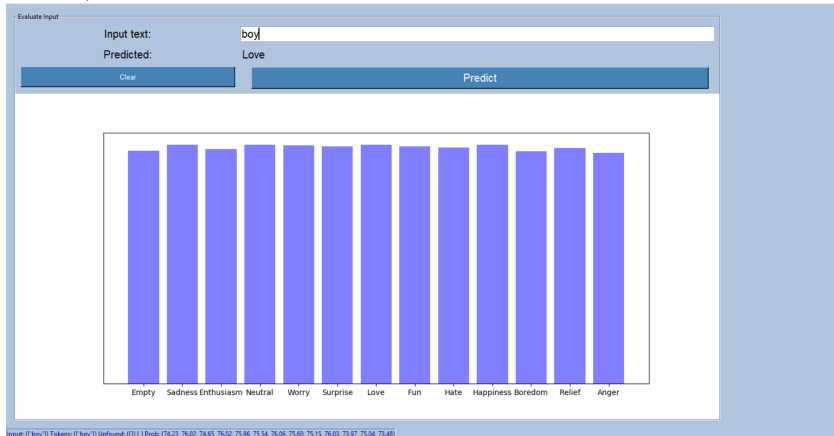 Evaluate Input
Input text: boy
Predicted: Love
Clear Predict
Empty Sadness Enthusiasm Neutral Worry Surprise Love Fun Hate Happiness Boredom Relief Anger
Input: (['boy']) Tokens: (['boy']) Unfound: ([]) ( ) Prob: (74.23, 76.02, 74.65, 76.02, 75.96, 75.54, 76.06, 75.60, 75.15, 76.03, 73.97, 75.04, 73.48)